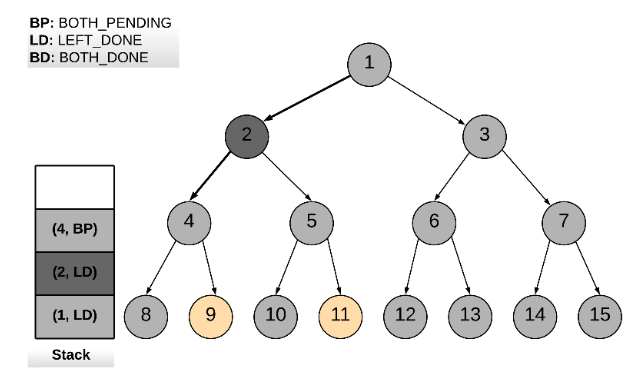 BP: BOTH_PENDING
LD: LEFT_DONE
BD: BOTH_DONE
1
2
3
4
5
6
7
8
9
10
11
12
13
14
15
(4, BP)
(2, LD)
(1, LD)
Stack